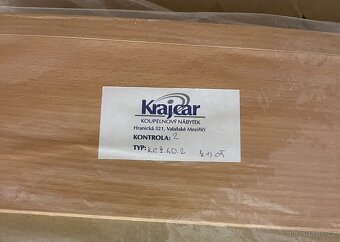 Krajcar
KOUPELNOVÝ NÁBYTEK
Hranická 321, Valašské Meziříčí
KONTROLA: 2
TYP: